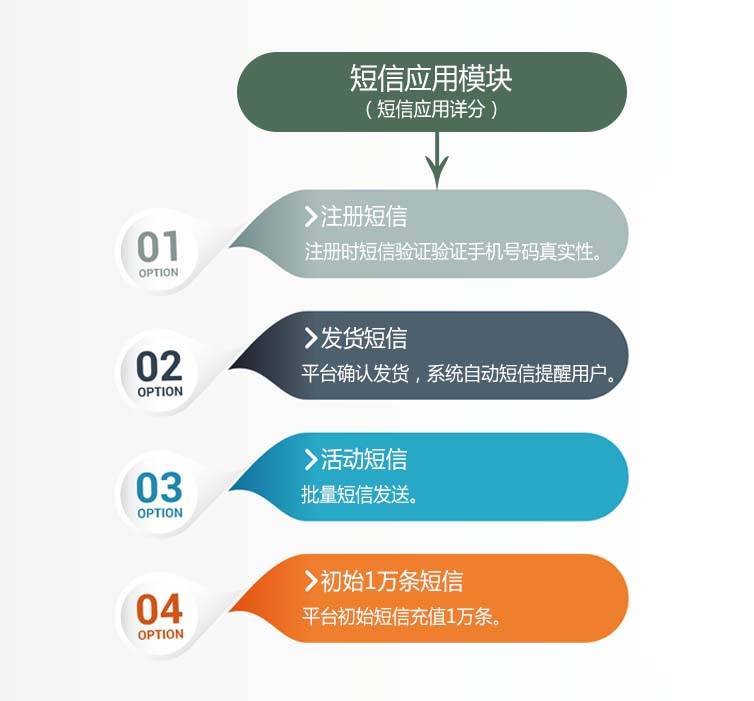 短信应用模块
（短信应用详分）
01
OPTION
注册短信
注册时短信验证验证手机号码真实性。
02
OPTION
发货短信
平台确认发货，系统自动短信提醒用户。
03
OPTION
活动短信
批量短信发送。
04
OPTION
初始1万条短信
平台初始短信充值1万条。